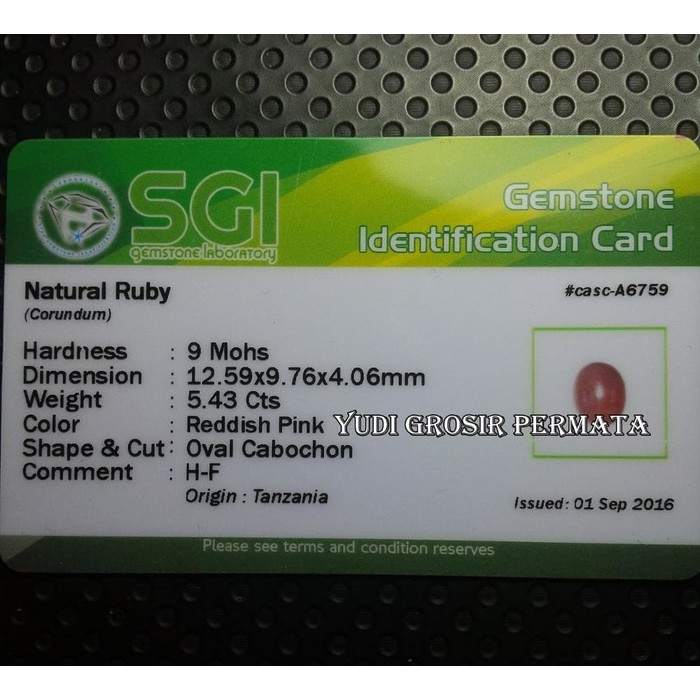 SGI
gemstone laboratory
Gemstone
Identification Card
Natural Ruby
(Corundum)
#casc-A6759
Hardness : 9 Mohs
Dimension : 12.59x9.76x4.06mm
Weight : 5.43 Cts
Color : Reddish Pink
YUDI GROSIR PERMATA
Shape & Cut : Oval Cabochon
Comment : H-F
Origin : Tanzania
Issued: 01 Sep 2016
Please see terms and condition reserves